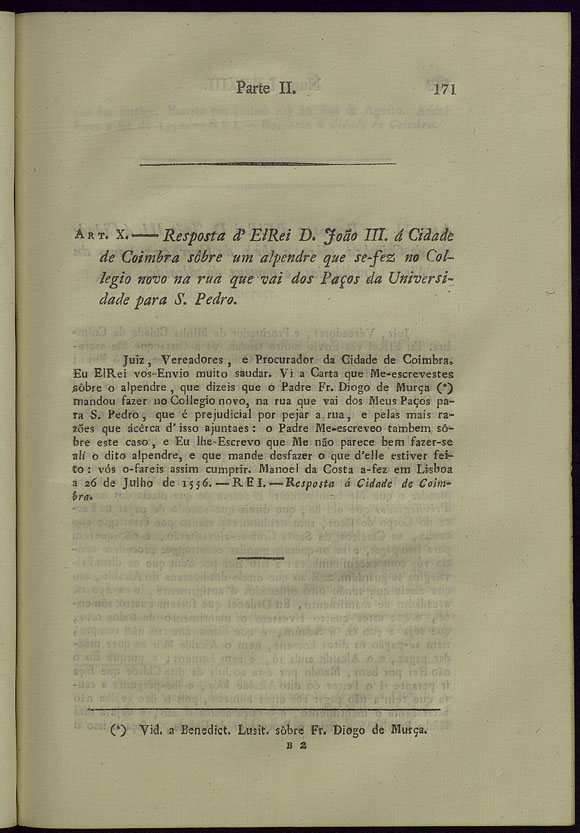 Parte II. 171
ART. X.—— Resposta d' ElRei D. João III. á Cidade
de Coimbra sôbre um alpendre que se-fez no Col-
legio novo na rua que vai dos Paços da Universi-
dade para S. Pedro.
Juiz, Vereadores, e Procurador da Cidade de Coimbra.
Eu ElRei vos-Envio muito saudar. Vi a Carta que Me-escrevestes
sôbre o alpendre, que dizeis que o Padre Fr. Diogo de Murça (*)
mandou fazer no Collegio novo, na rua que vai dos Meus Paços pa-
ra S. Pedro, que é prejudicial por pejar a rua, e pelas mais ra-
zões que ácêrca d'isso ajuntaes: o Padre Me-escreveo tambem sô-
bre este caso, e Eu lhe-Escrevo que Me não parece bem fazer-se
alí o dito alpendre, e que mande desfazer o que d'elle estiver fei-
to: vós o-fareis assim cumprir. Manoel da Costa a-fez em Lisboa
a 26 de Julho de 1556.—REI.—Resposta á Cidade de Coim-
bra.
(*) Vid. a Benedict. Lusit. sôbre Fr. Diogo de Murça.
B 2